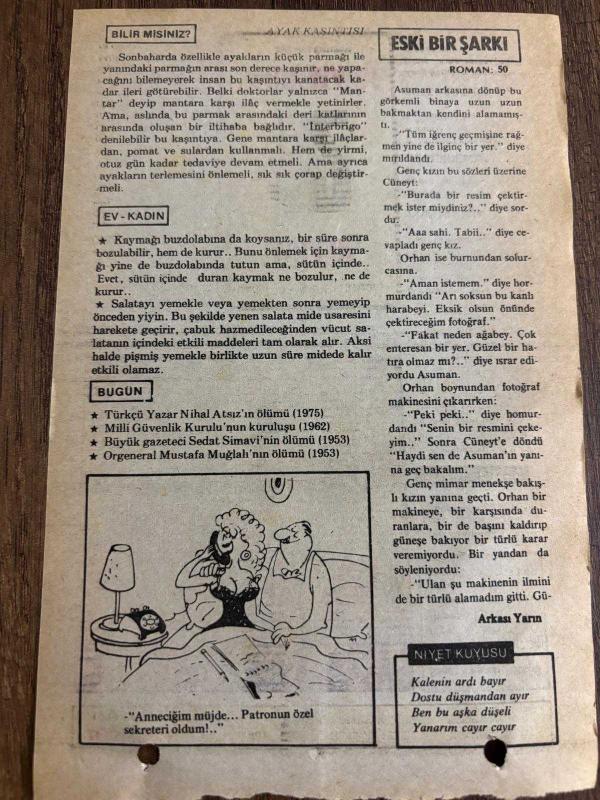 BİLİR MİSİNİZ?
AYAK KAŞINTISI
Sonbaharda özellikle ayakların küçük parmağı ile
yanındaki parmağın arası son derece kaşınır, ne yapa-
cağını bilemeyerek insan bu kaşıntıyı kanatacak ka-
dar ileri götürebilir. Belki doktorlar yalnızca "Man-
tar" deyip mantara karşı ilâç vermekle yetinirler.
Ama, aslında bu parmak arasındaki deri katlarının
arasında oluşan bir iltihaba bağlıdır. "İnterbrigo"
denilebilir bu kaşıntıya. Gene mantara karşı ilâçlar-
dan, pomat ve sulardan kullanmalı. Hem de yirmi,
otuz gün kadar tedaviye devam etmeli. Ama ayrıca
ayakların terlemesini önlemeli, sık sık çorap değiştir-
meli.
EV - KADIN
★ Kaymağı buzdolabına da koysanız, bir süre sonra
bozulabilir, hem de kurur.. Bunu önlemek için kayma-
ğı yine de buzdolabında tutun ama, sütün içinde..
Evet, sütün içinde duran kaymak ne bozulur, ne de
kurur..
★ Salatayı yemekle veya yemekten sonra yemeyip
önceden yiyin. Bu şekilde yenen salata mide usaresini
harekete geçirir, çabuk hazmedileceğinden vücut sa-
latanın içindeki etkili maddeleri tam olarak alır. Aksi
halde pişmiş yemekle birlikte uzun süre midede kalır
etkili olamaz.
BUGÜN
★ Türkçü Yazar Nihal Atsız'ın ölümü (1975)
★ Milli Güvenlik Kurulu'nun kuruluşu (1962)
★ Büyük gazeteci Sedat Simavi'nin ölümü (1953)
★ Orgeneral Mustafa Muğlalı'nın ölümü (1953)
-"Anneciğim müjde... Patronun özel
sekreteri oldum!.."
ESKİ BİR ŞARKI
ROMAN: 50
Asuman arkasına dönüp bu
görkemli binaya uzun uzun
bakmaktan kendini alamamış-
tı.
-"Tüm iğrenç geçmişine rağ-
men yine de ilginç bir yer." diye
mırıldandı.
Genç kızın bu sözleri üzerine
Cüneyt:
-"Burada bir resim çektir-
mek ister miydiniz?.." diye sor-
du.
-"Aaa sahi. Tabii.." diye ce-
vapladı genç kız.
Orhan ise burnundan solur-
casına.
-"Aman istemem." diye hor-
murdandı "Arı soksun bu kanlı
harabeyi. Eksik olsun önünde
çektireceğim fotoğraf."
-"Fakat neden ağabey. Çok
enteresan bir yer. Güzel bir ha-
tıra olmaz mı?.." diye ısrar edi-
yordu Asuman.
Orhan boynundan fotoğraf
makinesini çıkarırken:
-"Peki peki.." diye homur-
dandı "Senin bir resmini çeke-
yim.." Sonra Cüneyt'e döndü
"Haydi sen de Asuman'ın yanı-
na geç bakalım."
Genç mimar menekşe bakış-
lı kızın yanına geçti. Orhan bir
makineye, bir karşısında du-
ranlara, bir de başını kaldırıp
güneşe bakıyor bir türlü karar
veremiyordu. Bir yandan da
söyleniyordu:
-"Ulan şu makinenin ilmini
de bir türlü alamadım gitti. Gü-
Arkası Yarın
NİYET KUYUSU
Kalenin ardı bayır
Dostu düşmandan ayır
Ben bu aşka düşeli
Yanarım cayır cayır